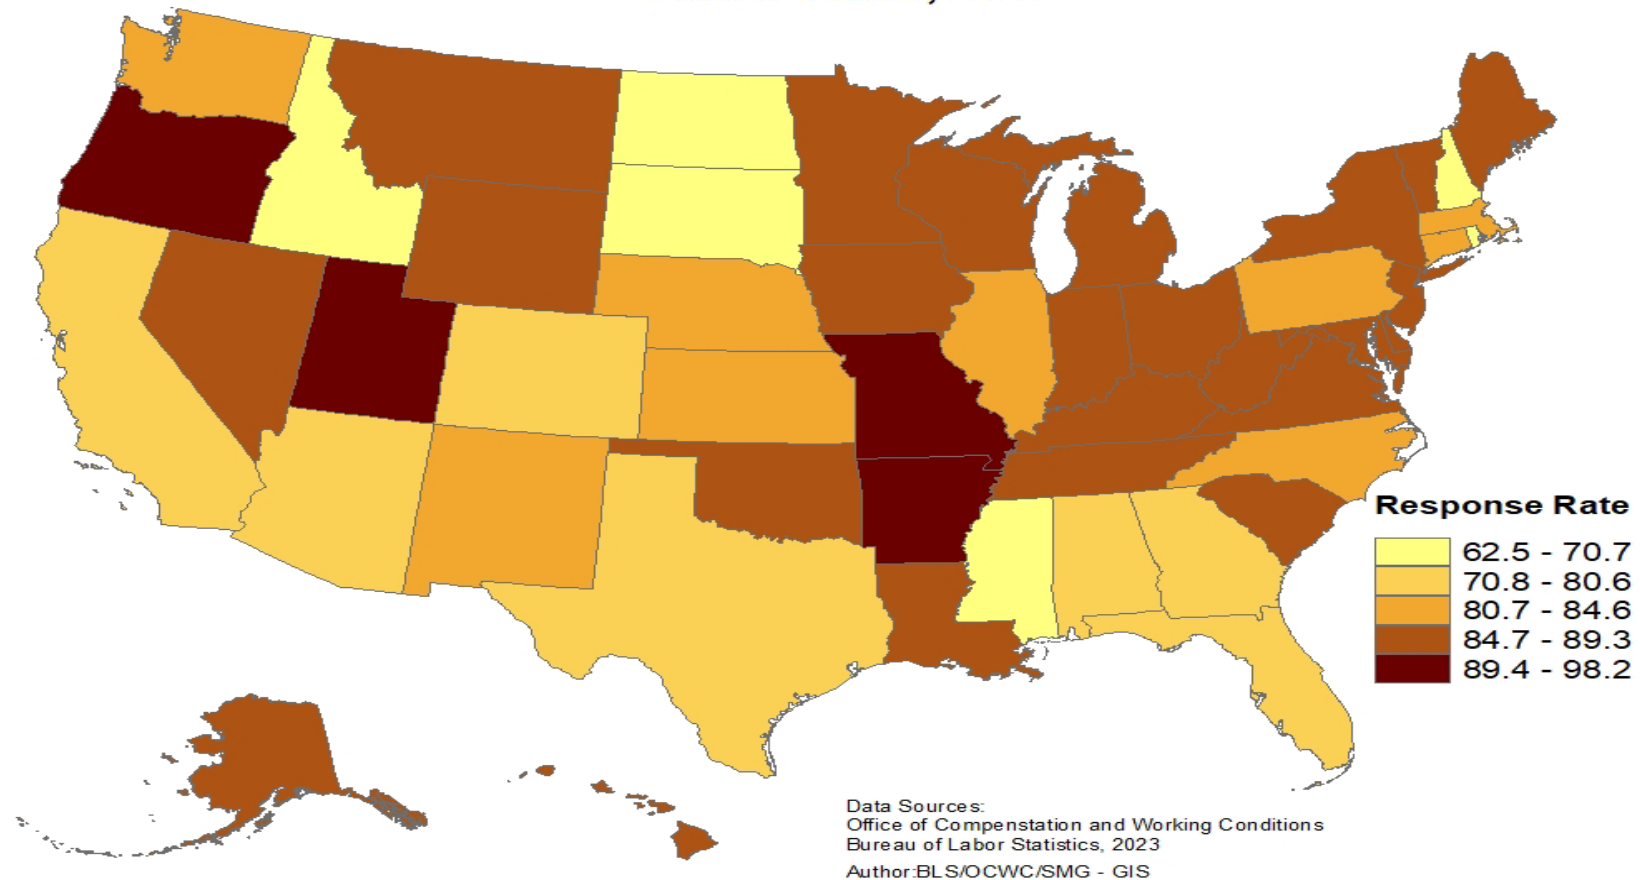 Response Rate
62.5 - 70.7
70.8 - 80.6
80.7 - 84.6
84.7 - 89.3
89.4 - 98.2
Data Sources:
Office of Compenstation and Working Conditions
Bureau of Labor Statistics, 2023
Author:BLS/OCWC/SMG - GIS